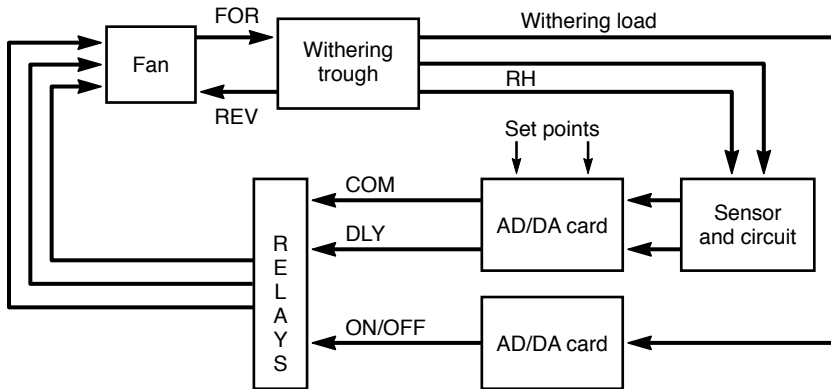 FOR
Withering load
Fan
Withering
trough
RH
REV
Set points
COM
AD/DA card
Sensor
and circuit
DLY
R
E
L
A
Y
S
ON/OFF
AD/DA card